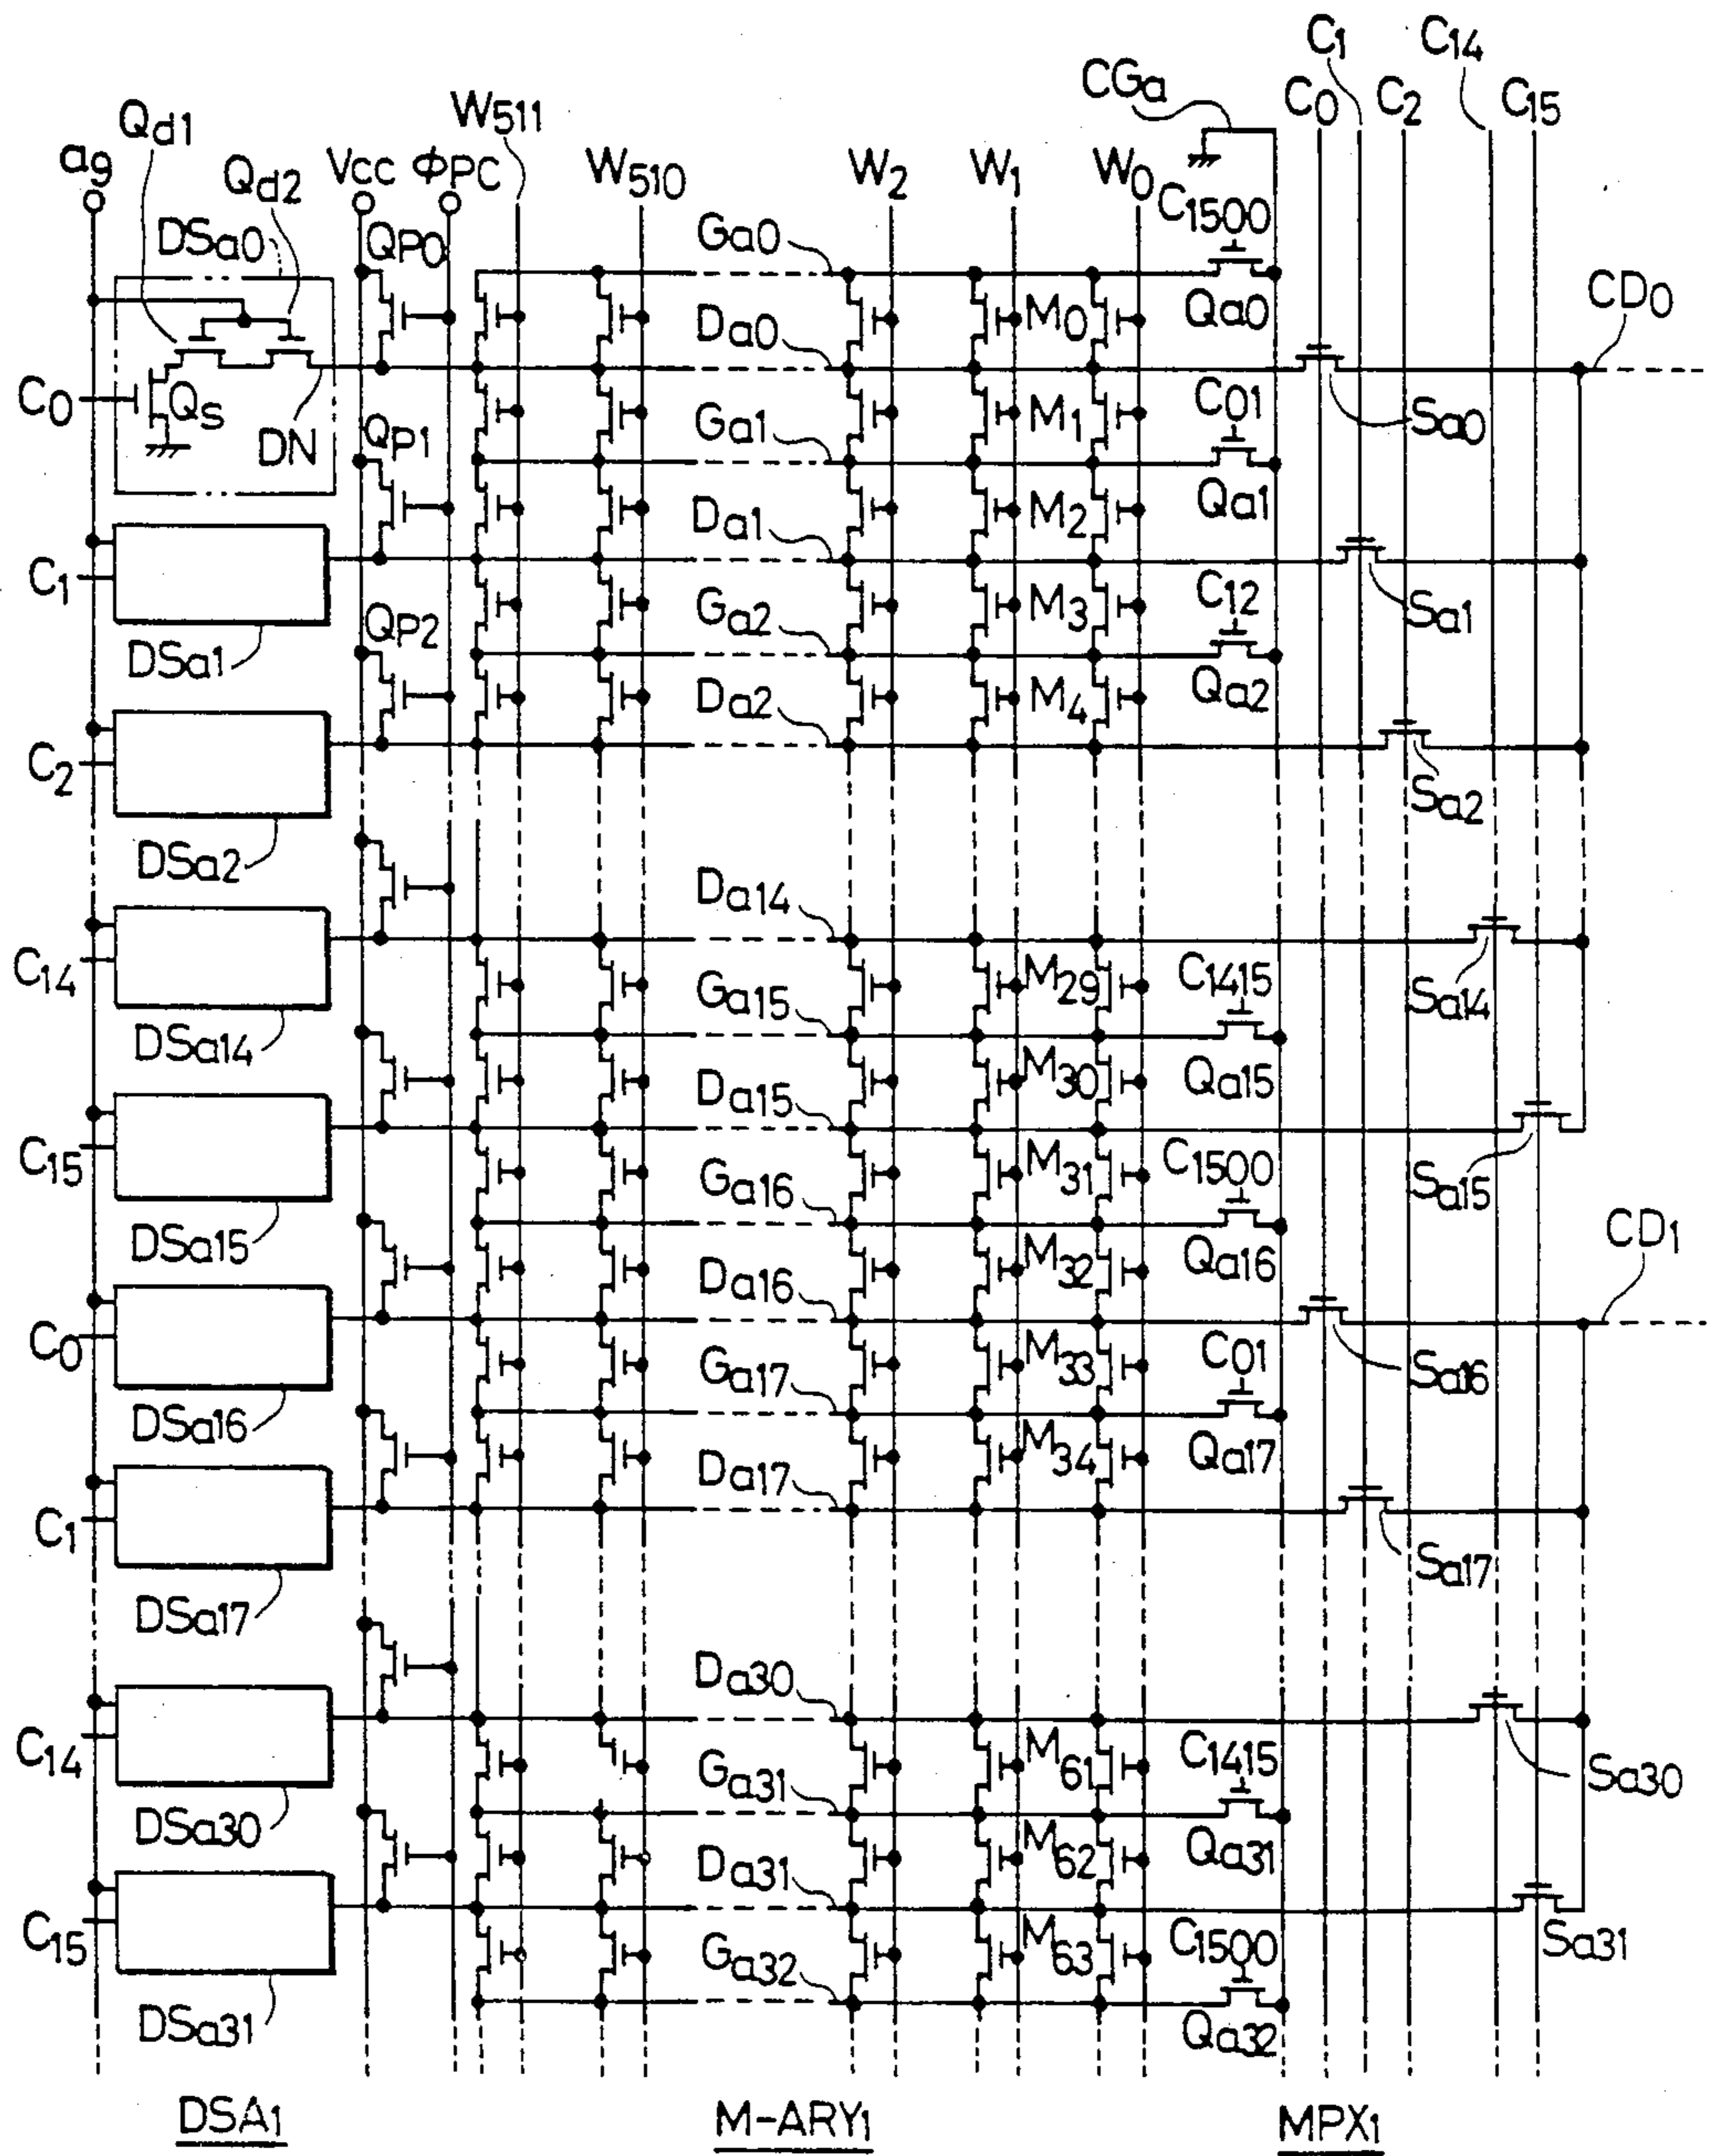 C1 C14
CGa C0 C2 C15
W511
Qd1
a9 Qd2 Vcc ΦPC W510 W2 W1 W0
C1500
DSa0 QP0 Ga0
M0 Qa0 CD0
Da0
C0 QS C01 Sa0
DN QP1 Ga1 M1
Qa1
Da1 M2
C1 C12 Sa1
QP2 Ga2 M3
DSa1
Da2 M4 Qa2
C2
Sa2
DSa2
Da14
C14
M29 C1415 Sa14
Ga15
DSa14
M30 Qa15
Da15
C15
M31 C1500 Sa15
Ga16
DSa15
M32 Qa16 CD1
Da16
C0
M33 C01 Sa16
Ga17
DSa16
M34 Qa17
Da17
C1
Sa17
DSa17
Da30
C14
M61 C1415 Sa30
Ga31
DSa30
M62 Qa31
Da31
C15
M63 C1500 Sa31
Ga32
DSa31 Qa32
DSA1 M-ARY1 MPX1